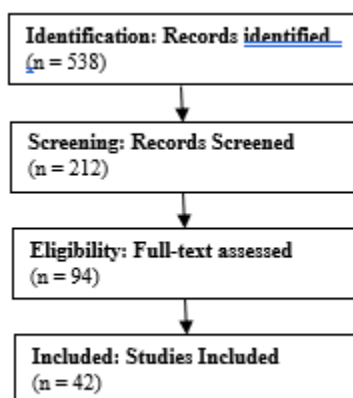 Identification: Records identified
(n = 538)
Screening: Records Screened
(n = 212)
Eligibility: Full-text assessed
(n = 94)
Included: Studies Included
(n = 42)